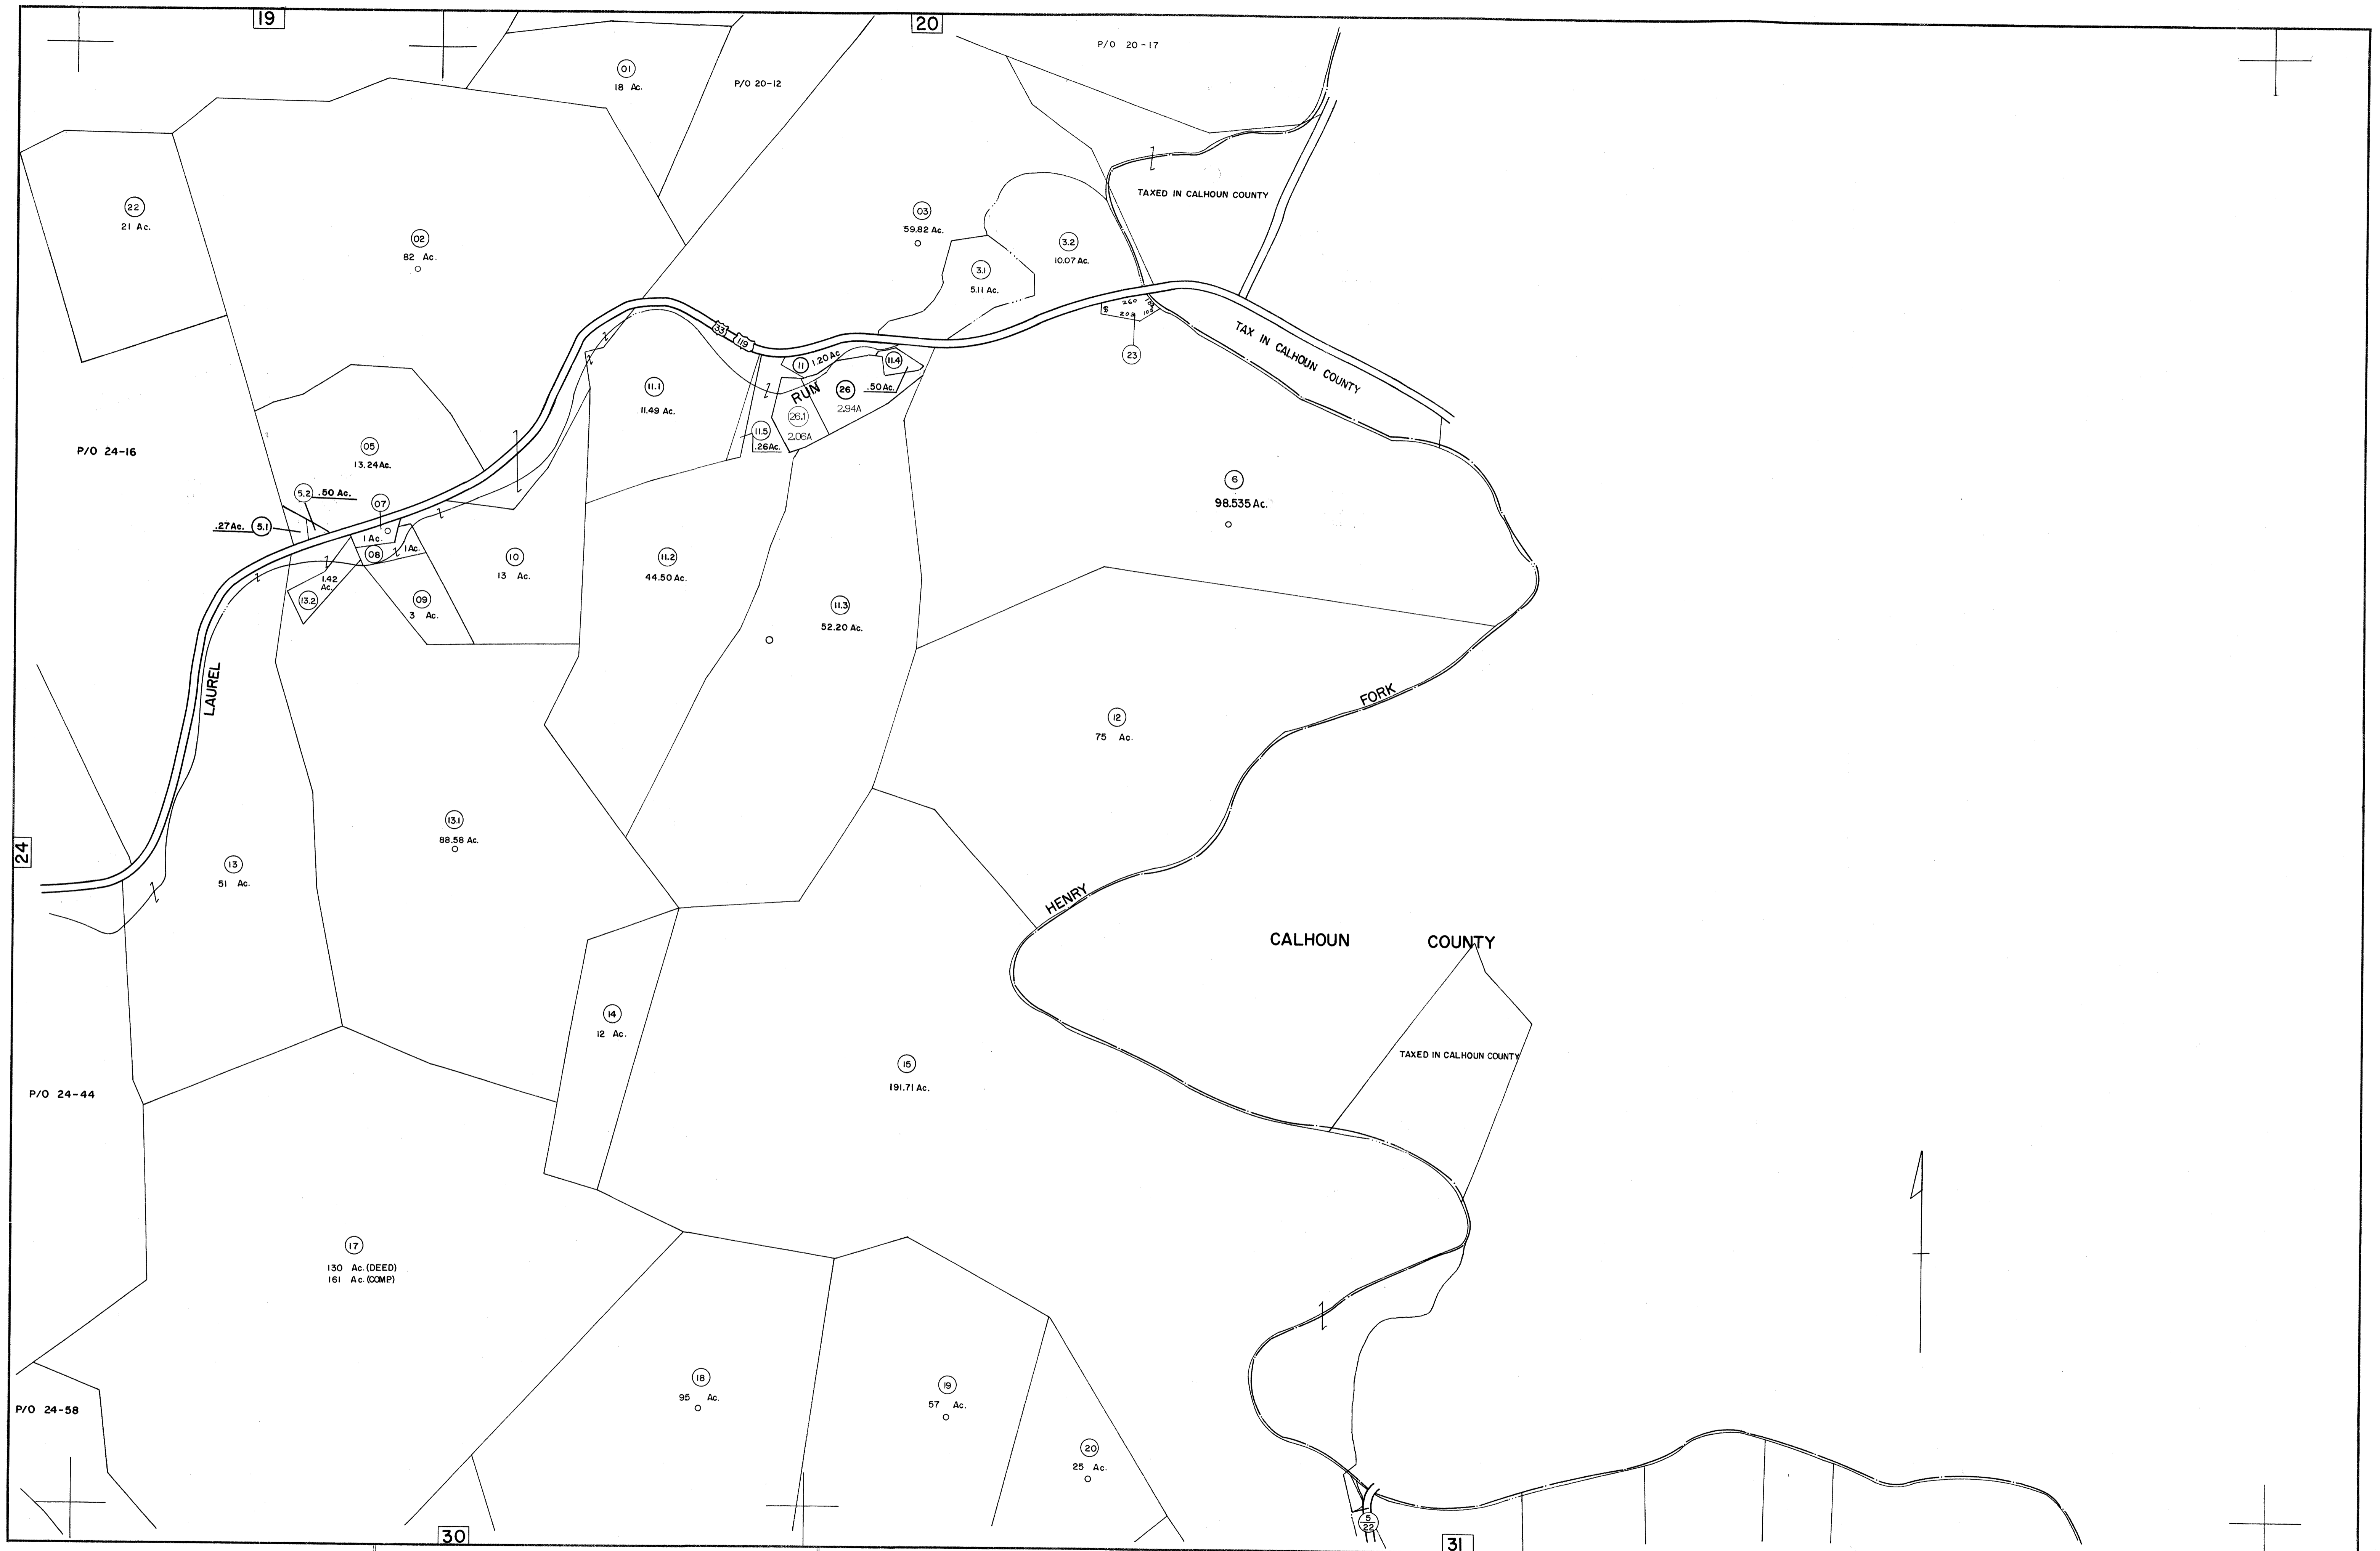 19
20
P/O 20-17
01
18 Ac.
P/O 20-12
TAXED IN CALHOUN COUNTY
22
21 Ac.
02
82 Ac.
03
59.82 Ac.
3.2
10.07 Ac.
3.1
5.11 Ac.
33
119
260
208
23
TAX IN CALHOUN COUNTY
11
1.20 Ac.
11.4
.50 Ac.
RUN
26
2.94A
26.1
2.06A
11.1
11.49 Ac.
11.5
.26 Ac.
P/O 24-16
05
13.24 Ac.
5.2
.50 Ac.
07
.27 Ac.
5.1
1 Ac.
08
1 Ac.
1.42
Ac.
13.2
09
3 Ac.
10
13 Ac.
11.2
44.50 Ac.
11.3
52.20 Ac.
6
98.535 Ac.
LAUREL
FORK
12
75 Ac.
24
13
51 Ac.
13.1
88.58 Ac.
HENRY
CALHOUN COUNTY
14
12 Ac.
15
191.71 Ac.
TAXED IN CALHOUN COUNTY
P/O 24-44
17
130 Ac. (DEED)
161 Ac. (COMP)
18
95 Ac.
19
57 Ac.
P/O 24-58
20
25 Ac.
5
22
30
31